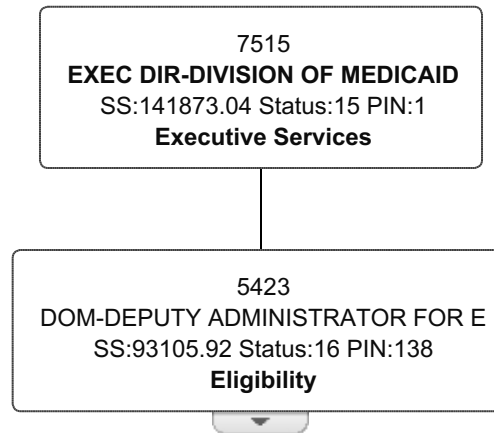 7515
EXEC DIR-DIVISION OF MEDICAID
SS:141873.04 Status:15 PIN:1
Executive Services
5423
DOM-DEPUTY ADMINISTRATOR FOR E
SS:93105.92 Status:16 PIN:138
Eligibility